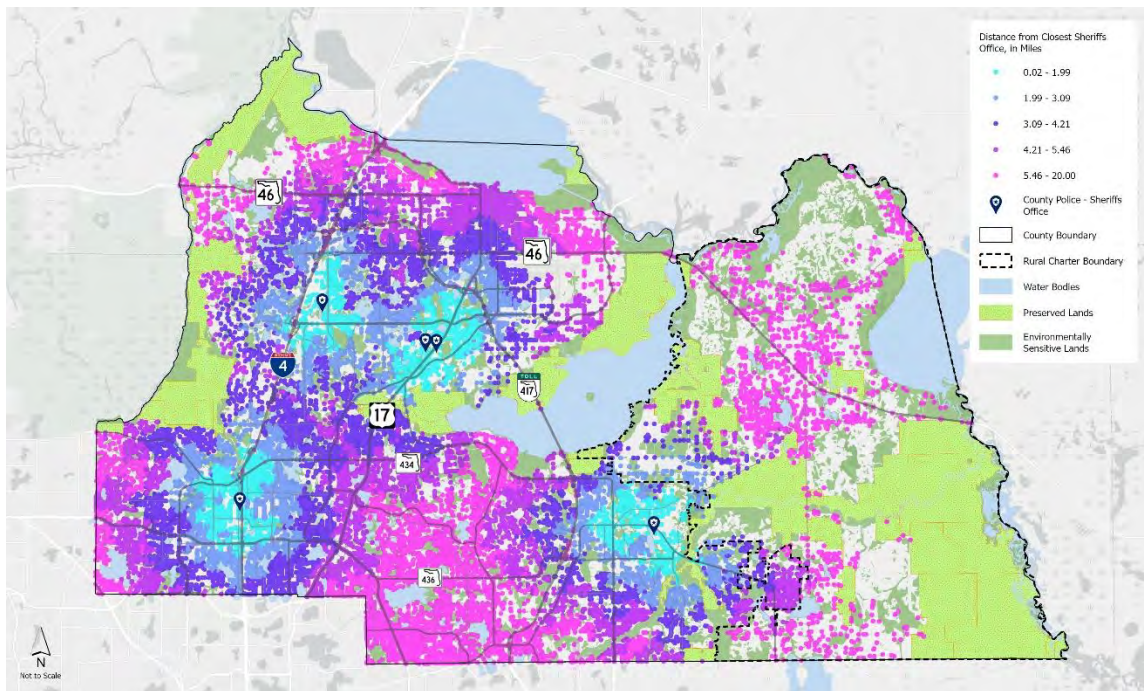 Distance from Closest Sheriffs
Office, in Miles
0.02 - 1.99
1.99 - 3.09
3.09 - 4.21
4.21 - 5.46
5.46 - 20.00
County Police - Sheriffs
Office
County Boundary
Rural Charter Boundary
Water Bodies
Preserved Lands
Environmentally
Sensitive Lands
46
46
4
TOLL
417
17
434
436
N
Not to Scale